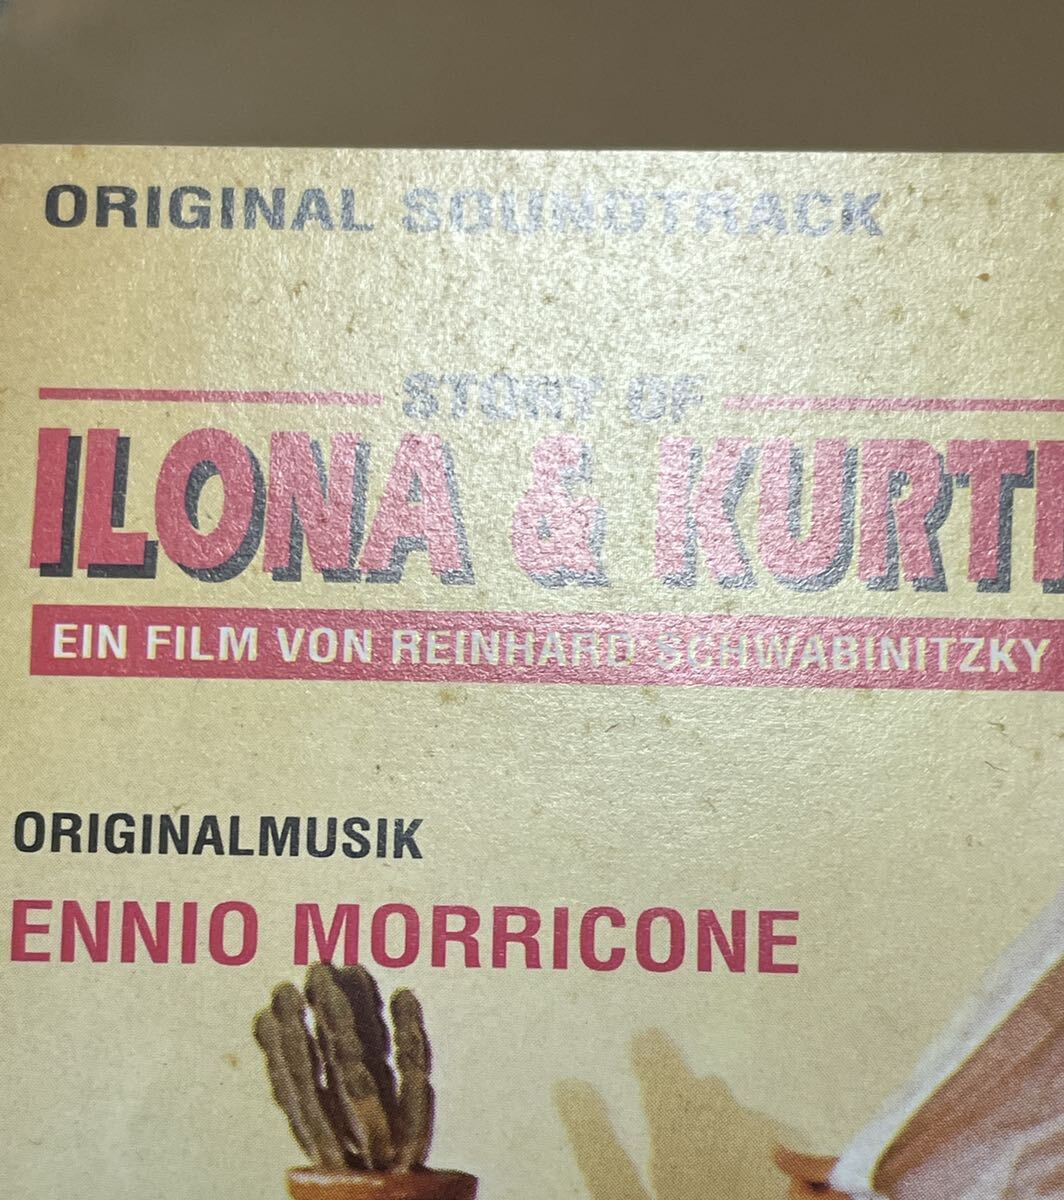 ORIGINAL SOUNDTRACK
STORY OF
ILONA & KURTI
EIN FILM VON REINHARD SCHWABINITZKY
ORIGINALMUSIK
ENNIO MORRICONE